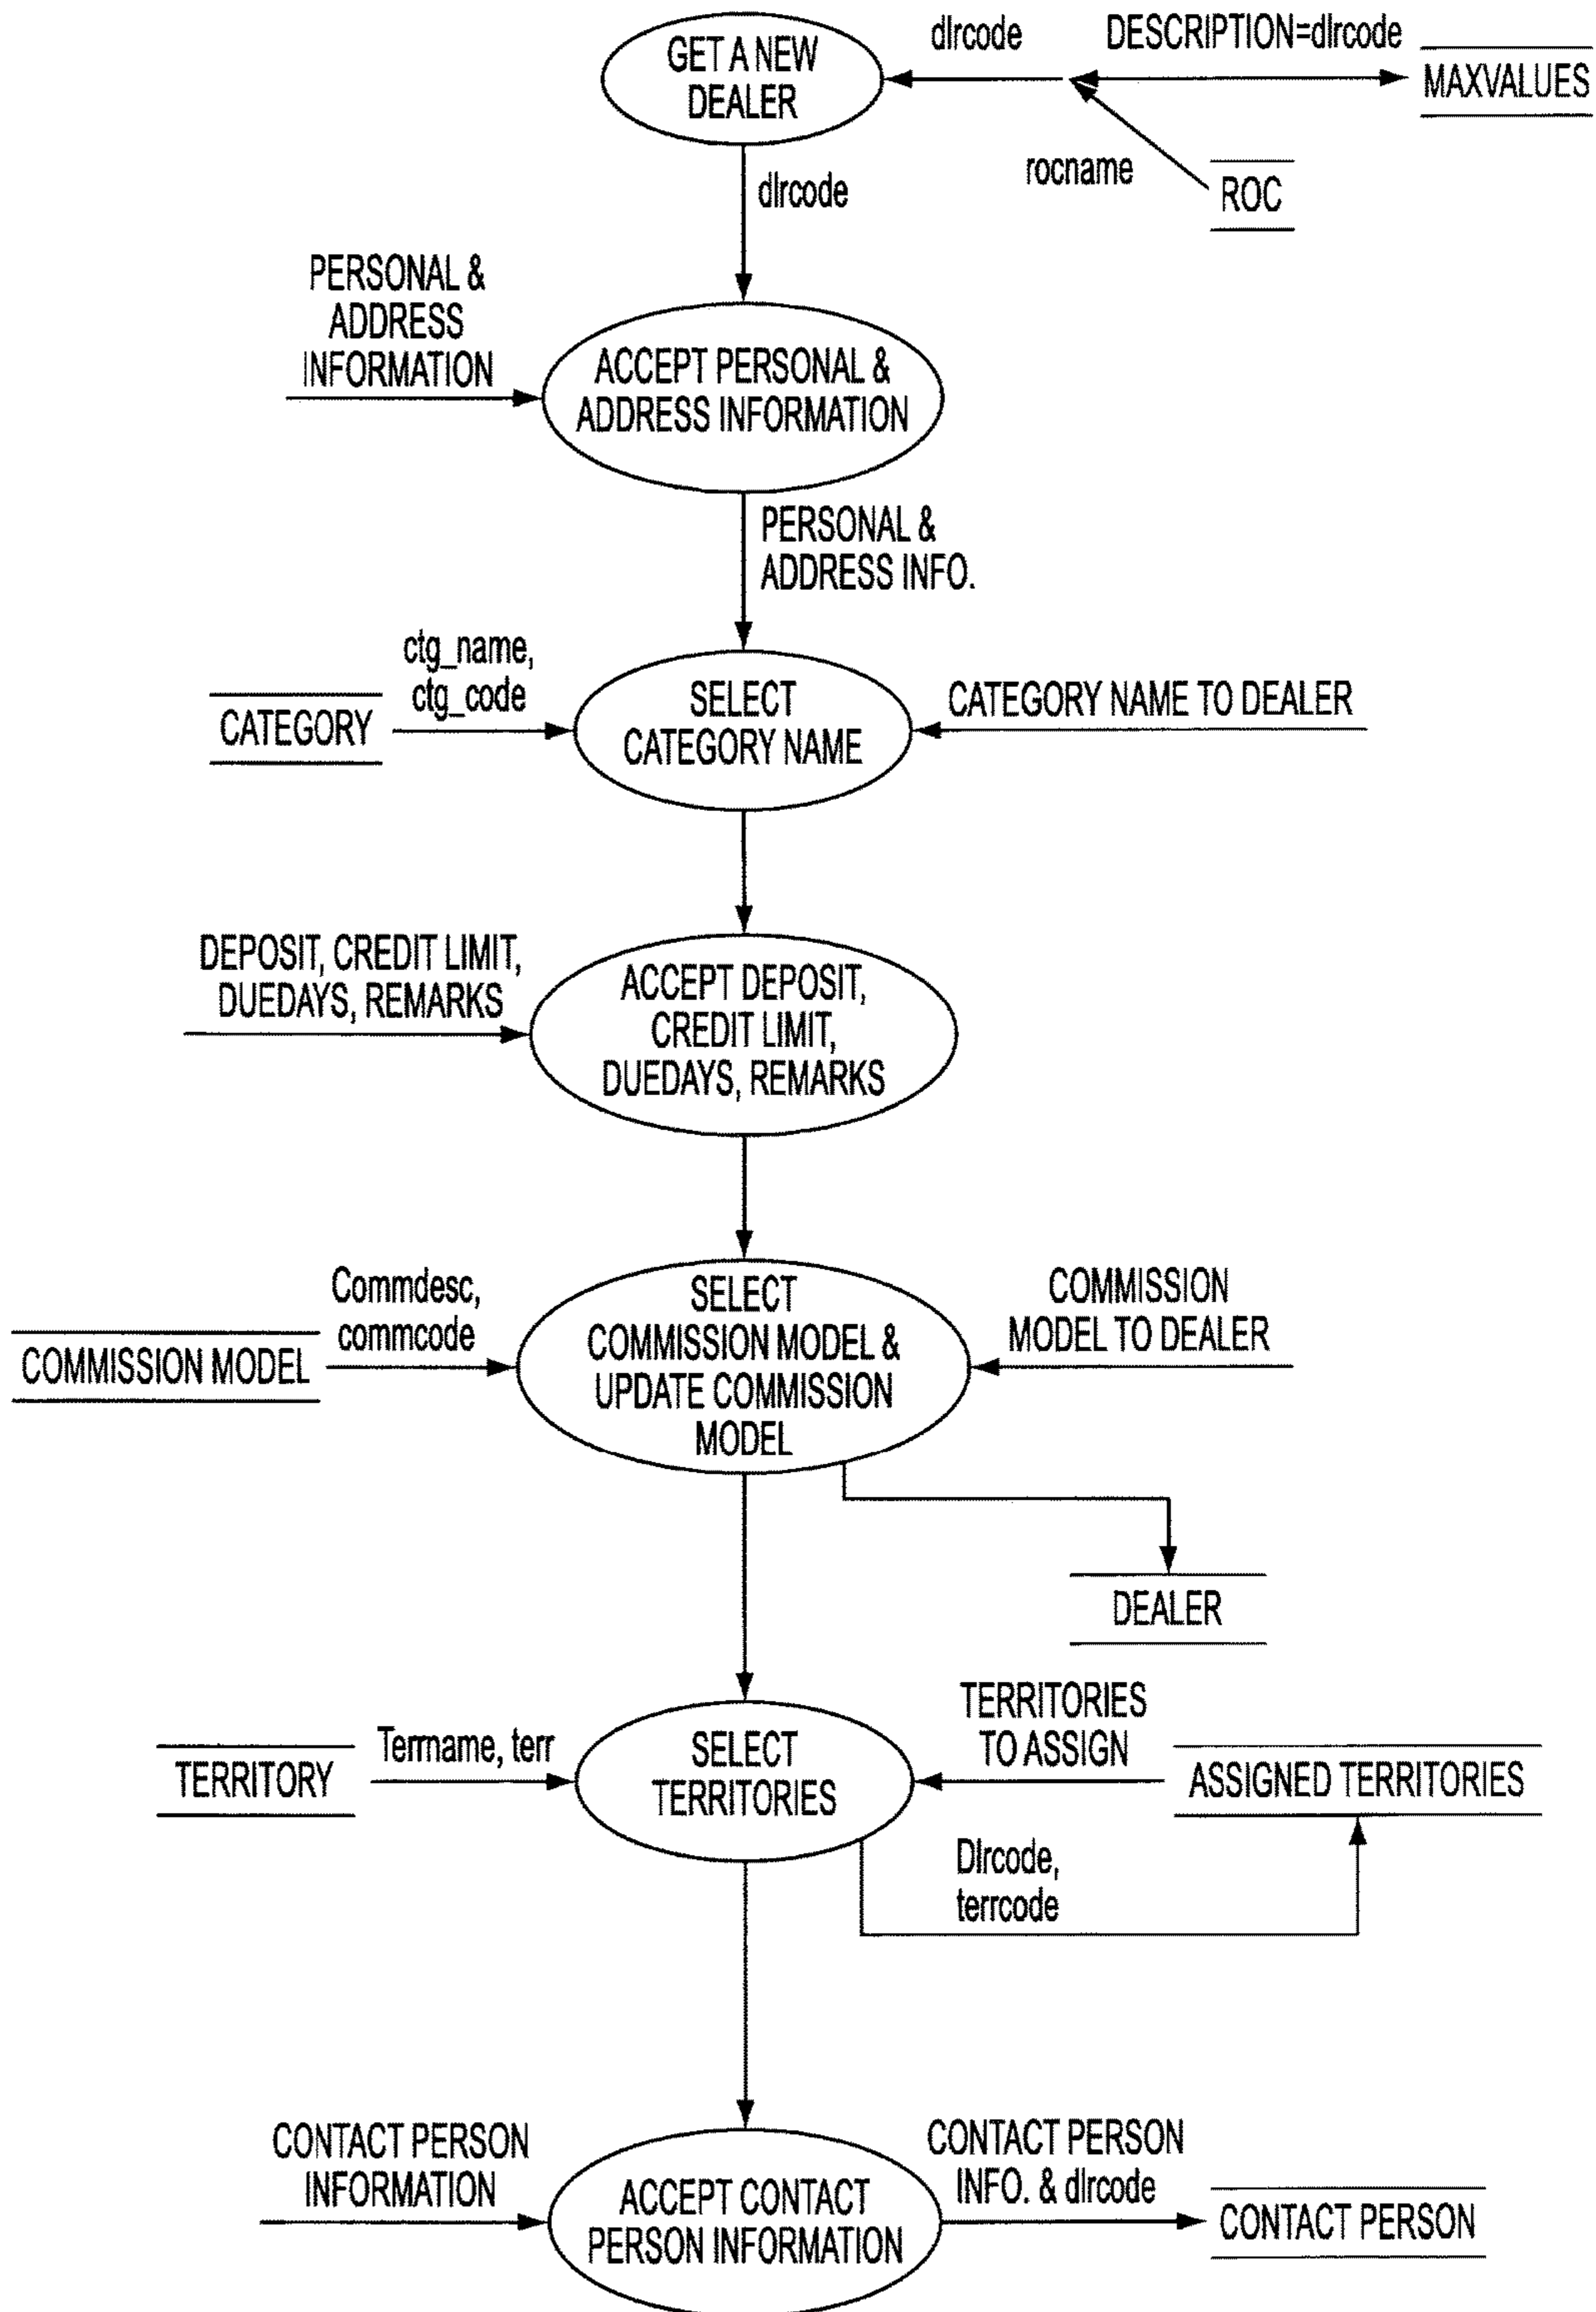 GET A NEW
DEALER
dlrcode
DESCRIPTION=dlrcode
MAXVALUES
rocname
ROC
dlrcode
PERSONAL &
ADDRESS
INFORMATION
ACCEPT PERSONAL &
ADDRESS INFORMATION
PERSONAL &
ADDRESS INFO.
ctg_name,
ctg_code
CATEGORY
SELECT
CATEGORY NAME
CATEGORY NAME TO DEALER
DEPOSIT, CREDIT LIMIT,
DUEDAYS, REMARKS
ACCEPT DEPOSIT,
CREDIT LIMIT,
DUEDAYS, REMARKS
Commdesc,
commcode
COMMISSION MODEL
SELECT
COMMISSION MODEL &
UPDATE COMMISSION
MODEL
COMMISSION
MODEL TO DEALER
DEALER
TERRITORY
Terrname, terr
SELECT
TERRITORIES
TERRITORIES
TO ASSIGN
ASSIGNED TERRITORIES
Dlrcode,
terrcode
CONTACT PERSON
INFORMATION
ACCEPT CONTACT
PERSON INFORMATION
CONTACT PERSON
INFO. & dlrcode
CONTACT PERSON